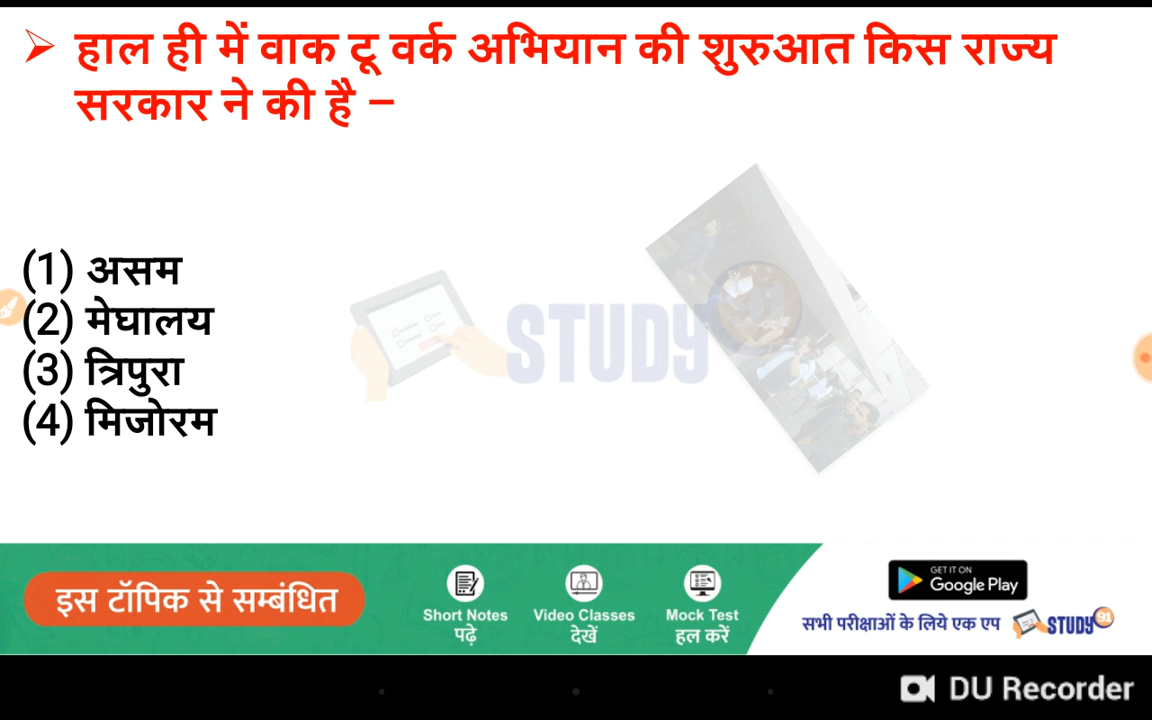 ➢ हाल ही में वाक टू वर्क अभियान की शुरुआत किस राज्य
सरकार ने की है –
(1) असम
(2) मेघालय
(3) त्रिपुरा
(4) मिजोरम
STUDY
इस टॉपिक से सम्बंधित
Short Notes
पढ़े
Video Classes
देखें
Mock Test
हल करें
GET IT ON
Google Play
सभी परीक्षाओं के लिये एक एप STUDY 91
DU Recorder